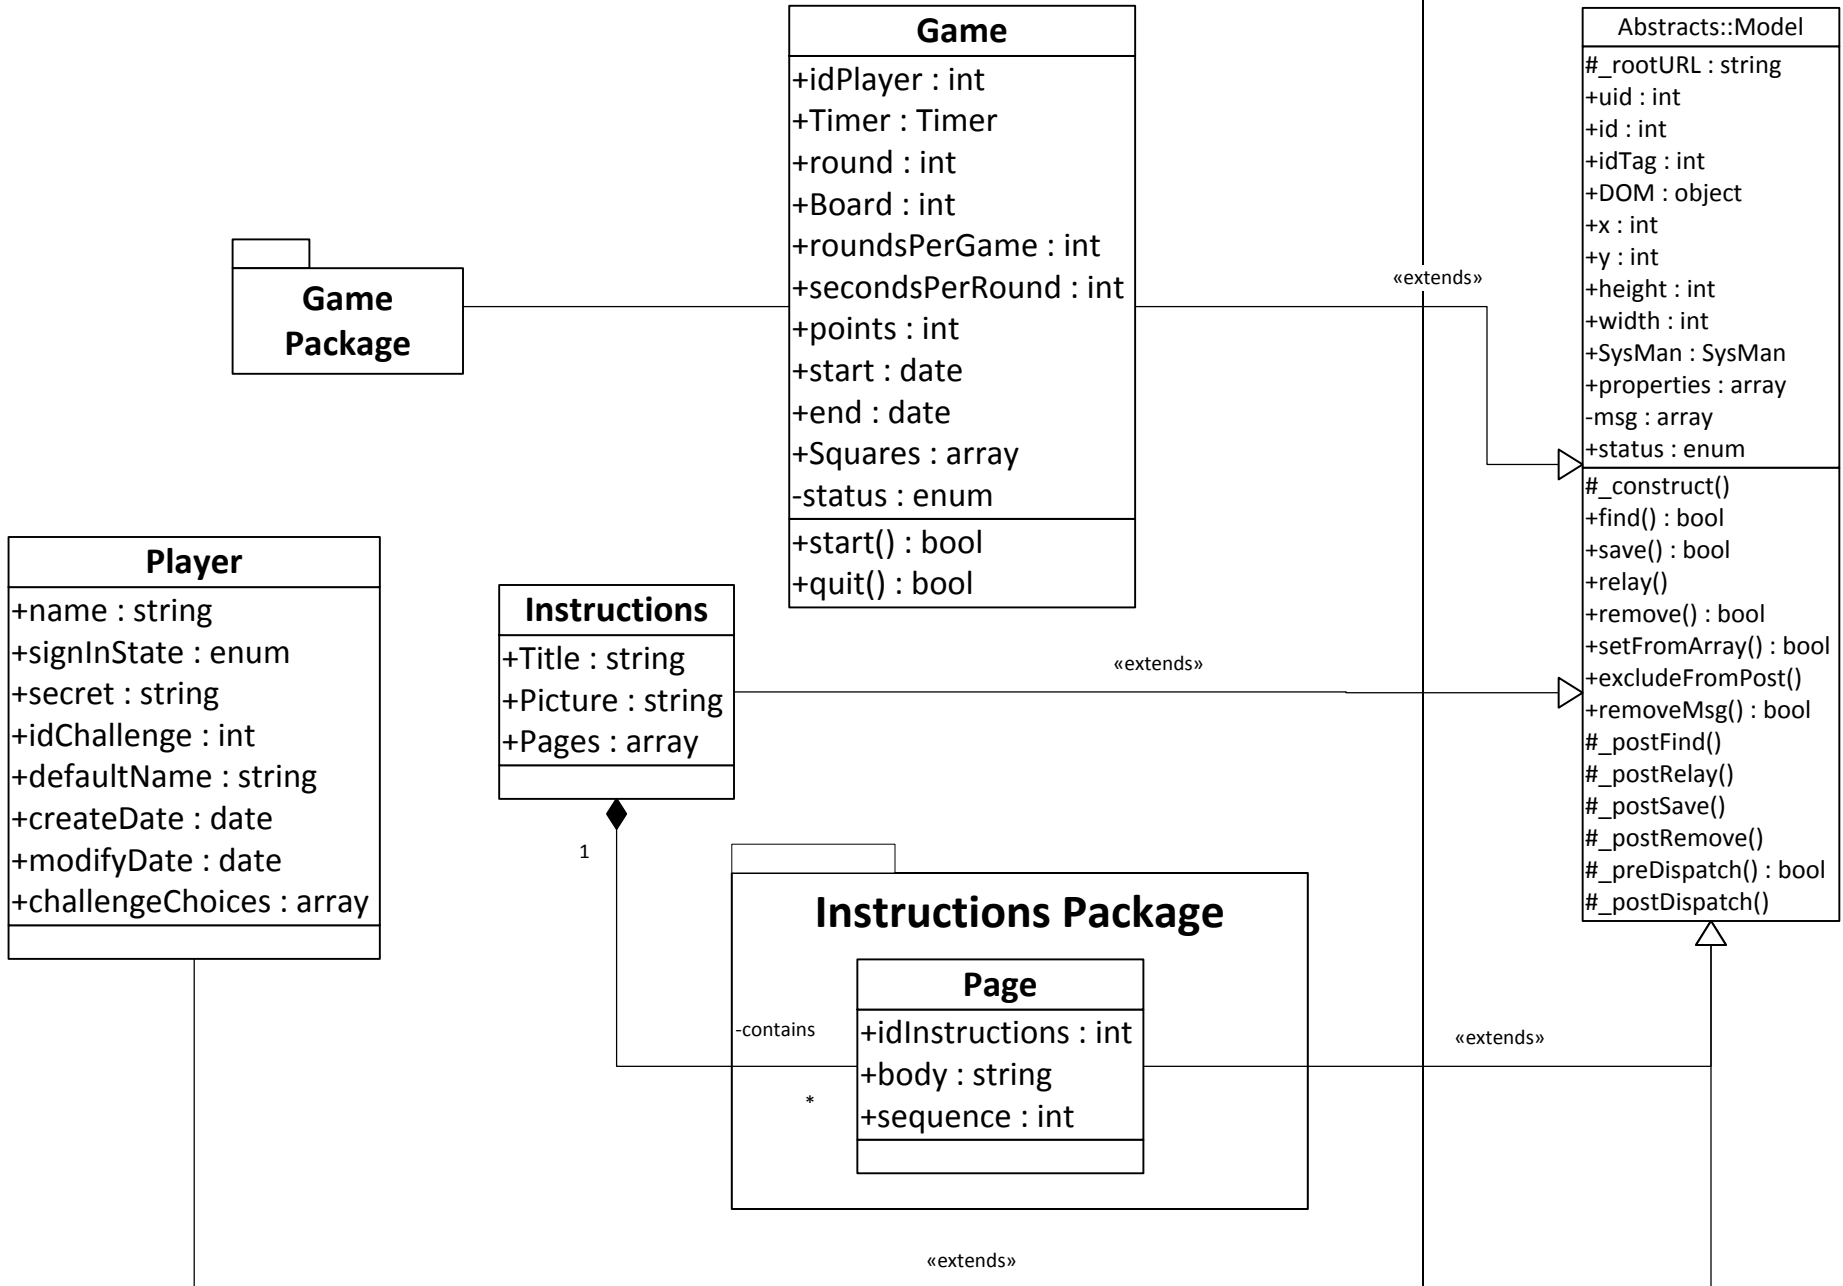 Game
+idPlayer : int
+Timer : Timer
+round : int
+Board : int
+roundsPerGame : int
+secondsPerRound : int
+points : int
+start : date
+end : date
+Squares : array
-status : enum
+start() : bool
+quit() : bool
Abstracts::Model
#_rootURL : string
+uid : int
+id : int
+idTag : int
+DOM : object
+x : int
+y : int
+height : int
+width : int
+SysMan : SysMan
+properties : array
-msg : array
+status : enum
#_construct()
+find() : bool
+save() : bool
+relay()
+remove() : bool
+setFromArray() : bool
+excludeFromPost()
+removeMsg() : bool
#_postFind()
#_postRelay()
#_postSave()
#_postRemove()
#_preDispatch() : bool
#_postDispatch()
Game
Package
«extends»
Player
+name : string
+signInState : enum
+secret : string
+idChallenge : int
+defaultName : string
+createDate : date
+modifyDate : date
+challengeChoices : array
Instructions
+Title : string
+Picture : string
+Pages : array
«extends»
1
Instructions Package
Page
+idInstructions : int
+body : string
+sequence : int
-contains
*
«extends»
«extends»